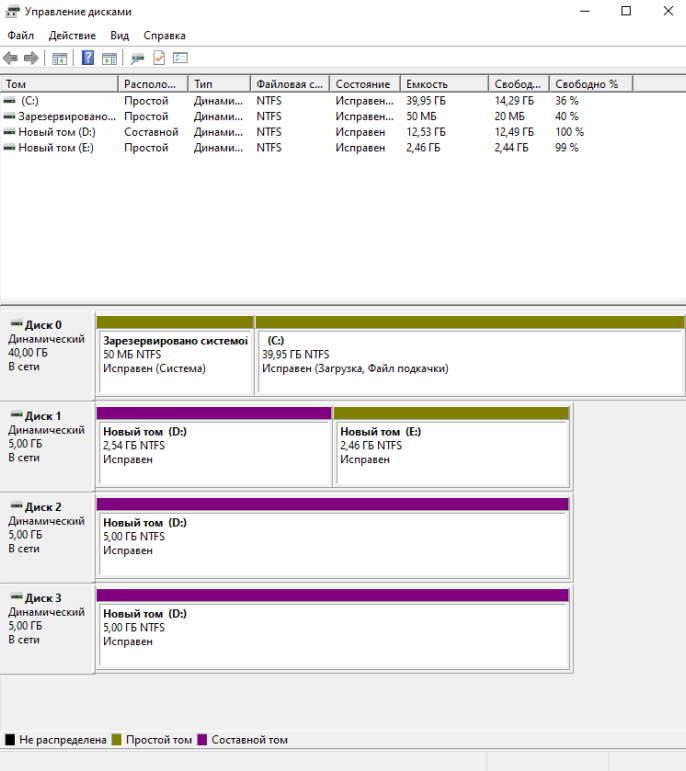 Управление дисками
Файл Действие Вид Справка
Том Располо... Тип Файловая с... Состояние Емкость Свобод... Свободно %
(C:) Простой Динами... NTFS Исправен... 39,95 ГБ 14,29 ГБ 36 %
Зарезервировано... Простой Динами... NTFS Исправен... 50 МБ 20 МБ 40 %
Новый том (D:) Составной Динами... NTFS Исправен 12,53 ГБ 12,49 ГБ 100 %
Новый том (E:) Простой Динами... NTFS Исправен 2,46 ГБ 2,44 ГБ 99 %
Диск 0
Динамический
40,00 ГБ
В сети
Зарезервировано системой
50 МБ NTFS
Исправен (Система)
(C:)
39,95 ГБ NTFS
Исправен (Загрузка, Файл подкачки)
Диск 1
Динамический
5,00 ГБ
В сети
Новый том (D:)
2,54 ГБ NTFS
Исправен
Новый том (E:)
2,46 ГБ NTFS
Исправен
Диск 2
Динамический
5,00 ГБ
В сети
Новый том (D:)
5,00 ГБ NTFS
Исправен
Диск 3
Динамический
5,00 ГБ
В сети
Новый том (D:)
5,00 ГБ NTFS
Исправен
Не распределена Простой том Составной том